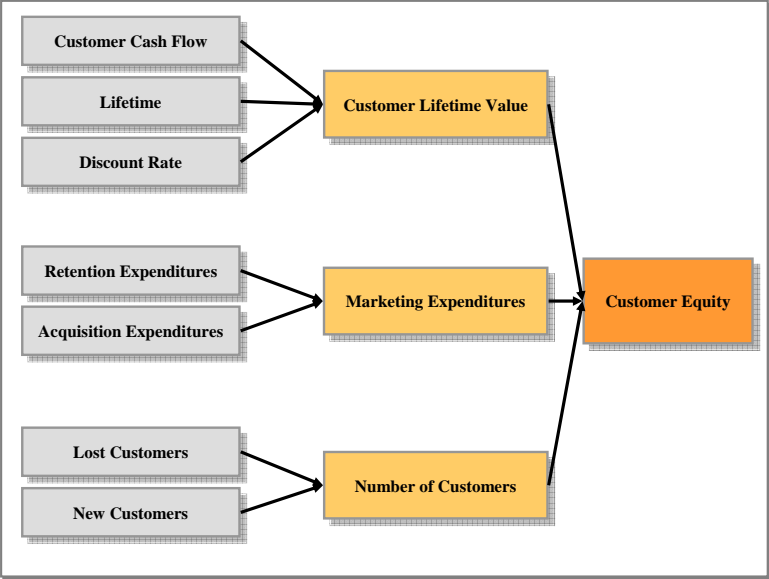 Customer Cash Flow
Lifetime
Discount Rate
Customer Lifetime Value
Retention Expenditures
Acquisition Expenditures
Marketing Expenditures
Customer Equity
Lost Customers
New Customers
Number of Customers